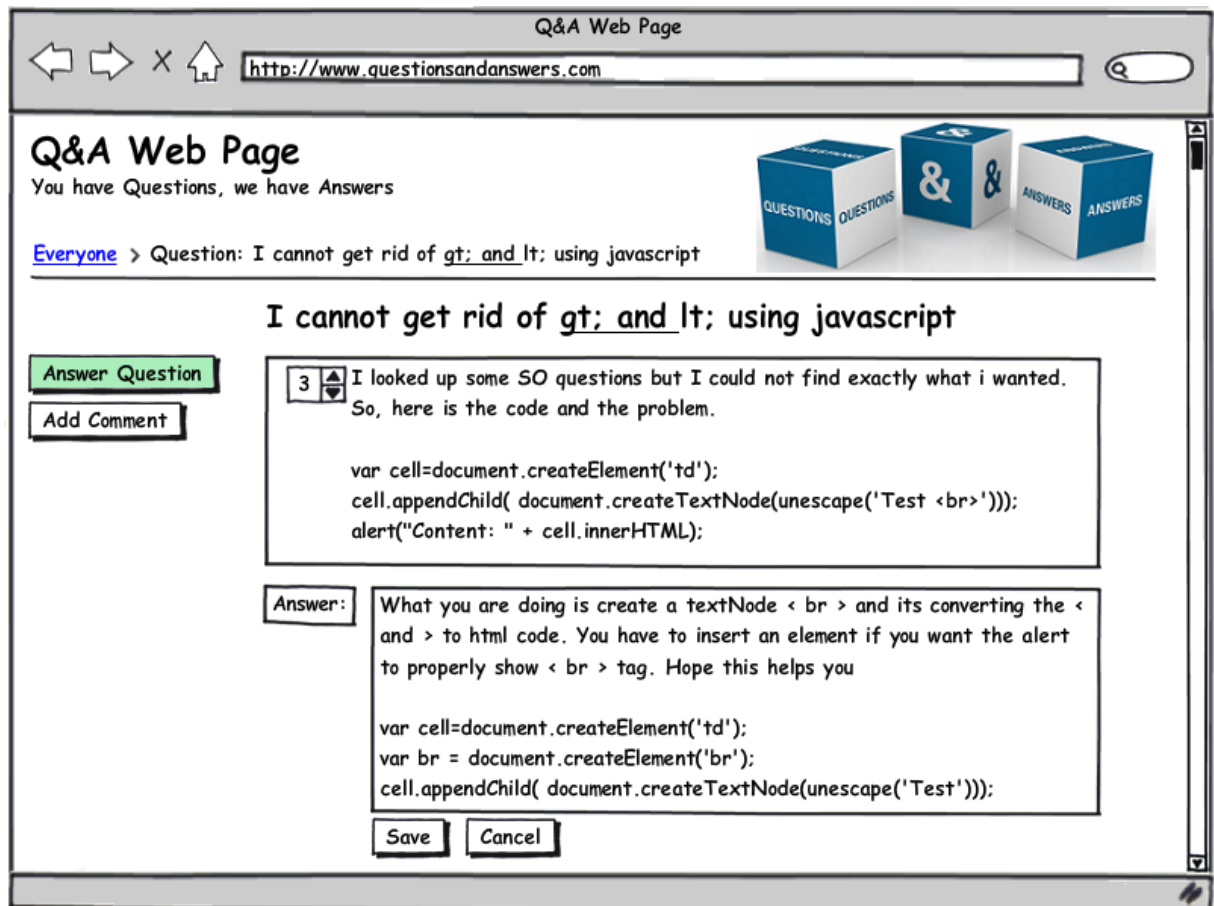 Q&A Web Page
http://www.questionsandanswers.com
Q&A Web Page
You have Questions, we have Answers
QUESTIONS
QUESTIONS
QUESTIONS
&
&
&
ANSWERS
ANSWERS
ANSWERS
Everyone > Question: I cannot get rid of gt; and lt; using javascript
I cannot get rid of gt; and lt; using javascript
Answer Question
Add Comment
3
I looked up some SO questions but I could not find exactly what i wanted.
So, here is the code and the problem.
var cell=document.createElement('td');
cell.appendChild( document.createTextNode(unescape('Test <br>')));
alert("Content: " + cell.innerHTML);
Answer:
What you are doing is create a textNode < br > and its converting the <
and > to html code. You have to insert an element if you want the alert
to properly show < br > tag. Hope this helps you
var cell=document.createElement('td');
var br = document.createElement('br');
cell.appendChild( document.createTextNode(unescape('Test')));
Save Cancel